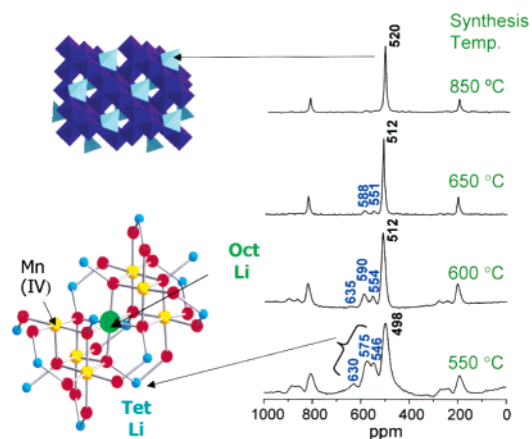 Synthesis
Temp.
520
850 ºC
512
588
551
650 °C
512
635
590
554
600 °C
498
630
575
546
550 °C
Mn
(IV)
Oct
Li
Tet
Li
1000 800 600 400 200 0
ppm